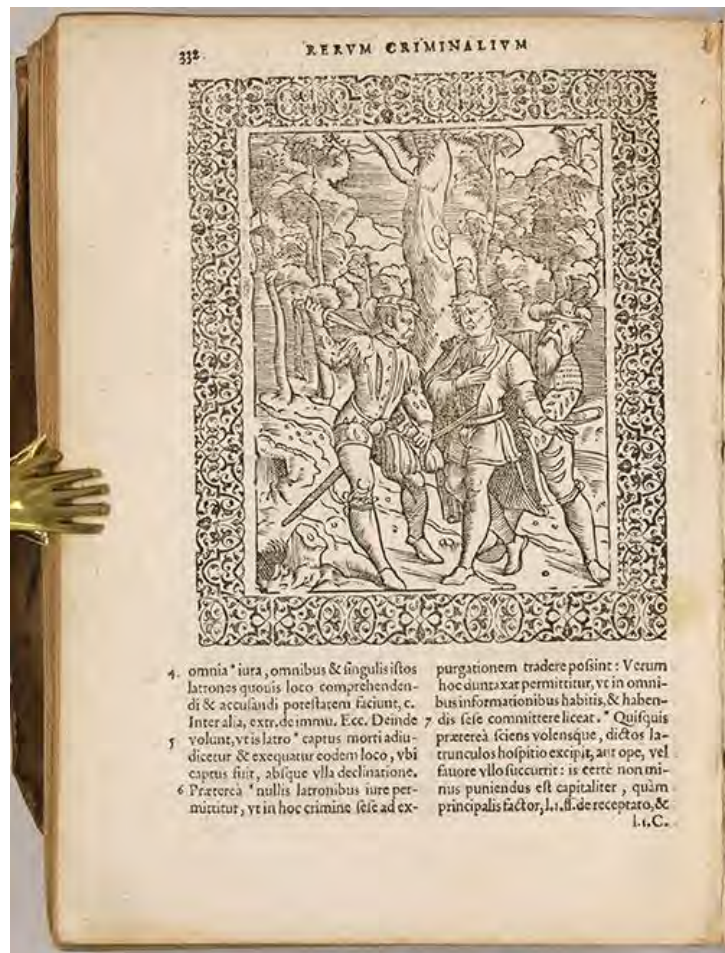 332
RERVM CRIMINALIVM
4. omnia * iura, omnibus & singulis istos
latrones quouis loco comprehenden-
di & accusandi potestatem faciunt, c.
Inter alia, extr. de immu. Ecc. Deinde
5 volunt, vt is latro * captus morti adiu-
dicetur & exequatur eodem loco, vbi
captus fuit, absque vlla declinatione.
6 Præterea * nullis latronibus iure per-
mittitur, vt in hoc crimine sese ad ex-
purgationem tradere possint: Verum
hoc duntaxat permittitur, vt in omni-
bus informationibus habitis, & haben-
7 dis sese committere liceat. * Quisquis
prætereà sciens volensque, dictos la-
trunculos hospitio excipit, aut ope, vel
fauore vllo succurrit: is certè non mi-
nus puniendus est capitaliter, quàm
principalis factor, l.1. ff. de receptato, &
l.1. C.